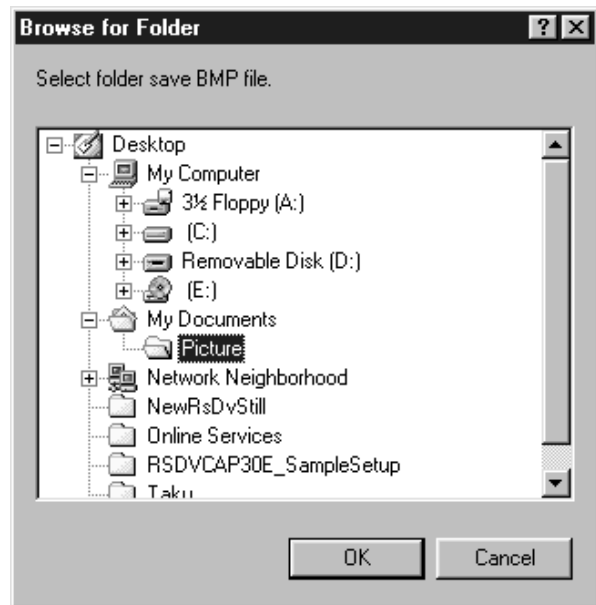 Browse for Folder
Select folder save BMP file.
Desktop
My Computer
3½ Floppy (A:)
(C:)
Removable Disk (D:)
(E:)
My Documents
Picture
Network Neighborhood
NewRsDvStill
Online Services
RSDVCAP30E_SampleSetup
Taku
OK
Cancel